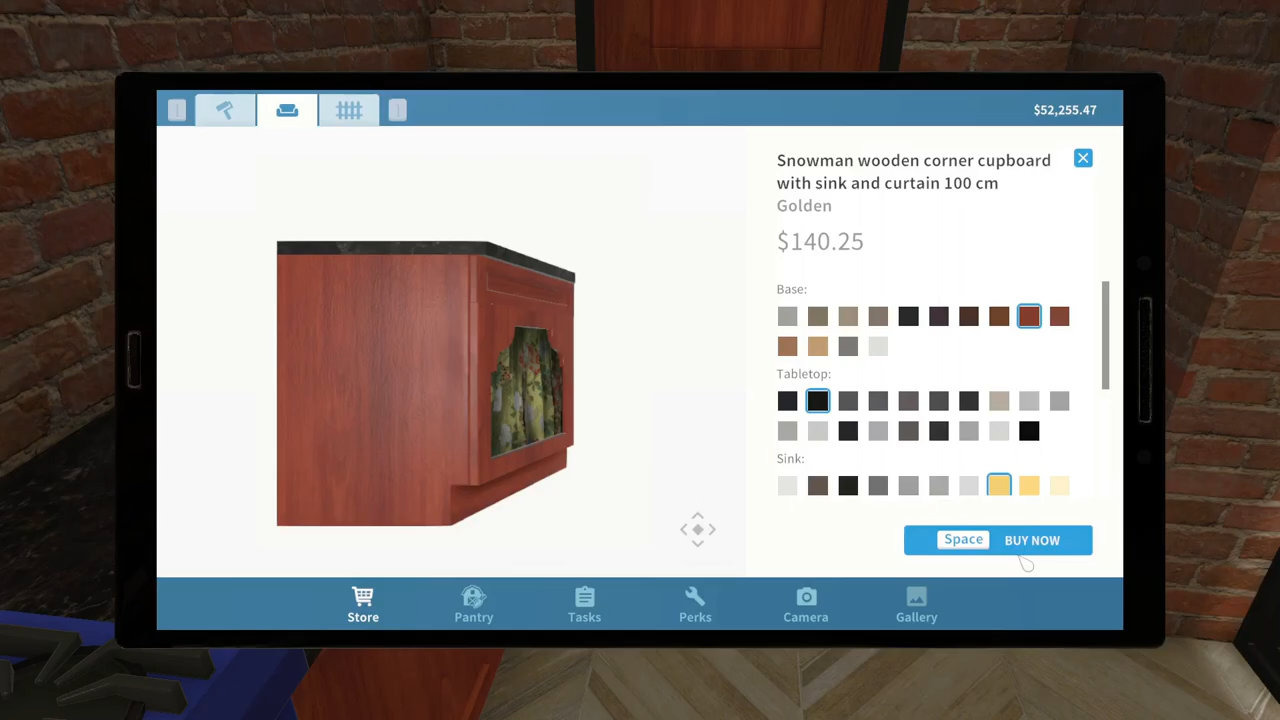 $52,255.47
Snowman wooden corner cupboard
with sink and curtain 100 cm
Golden
$140.25
Base:
Tabletop:
Sink:
Space BUY NOW
Store Pantry Tasks Perks Camera Gallery